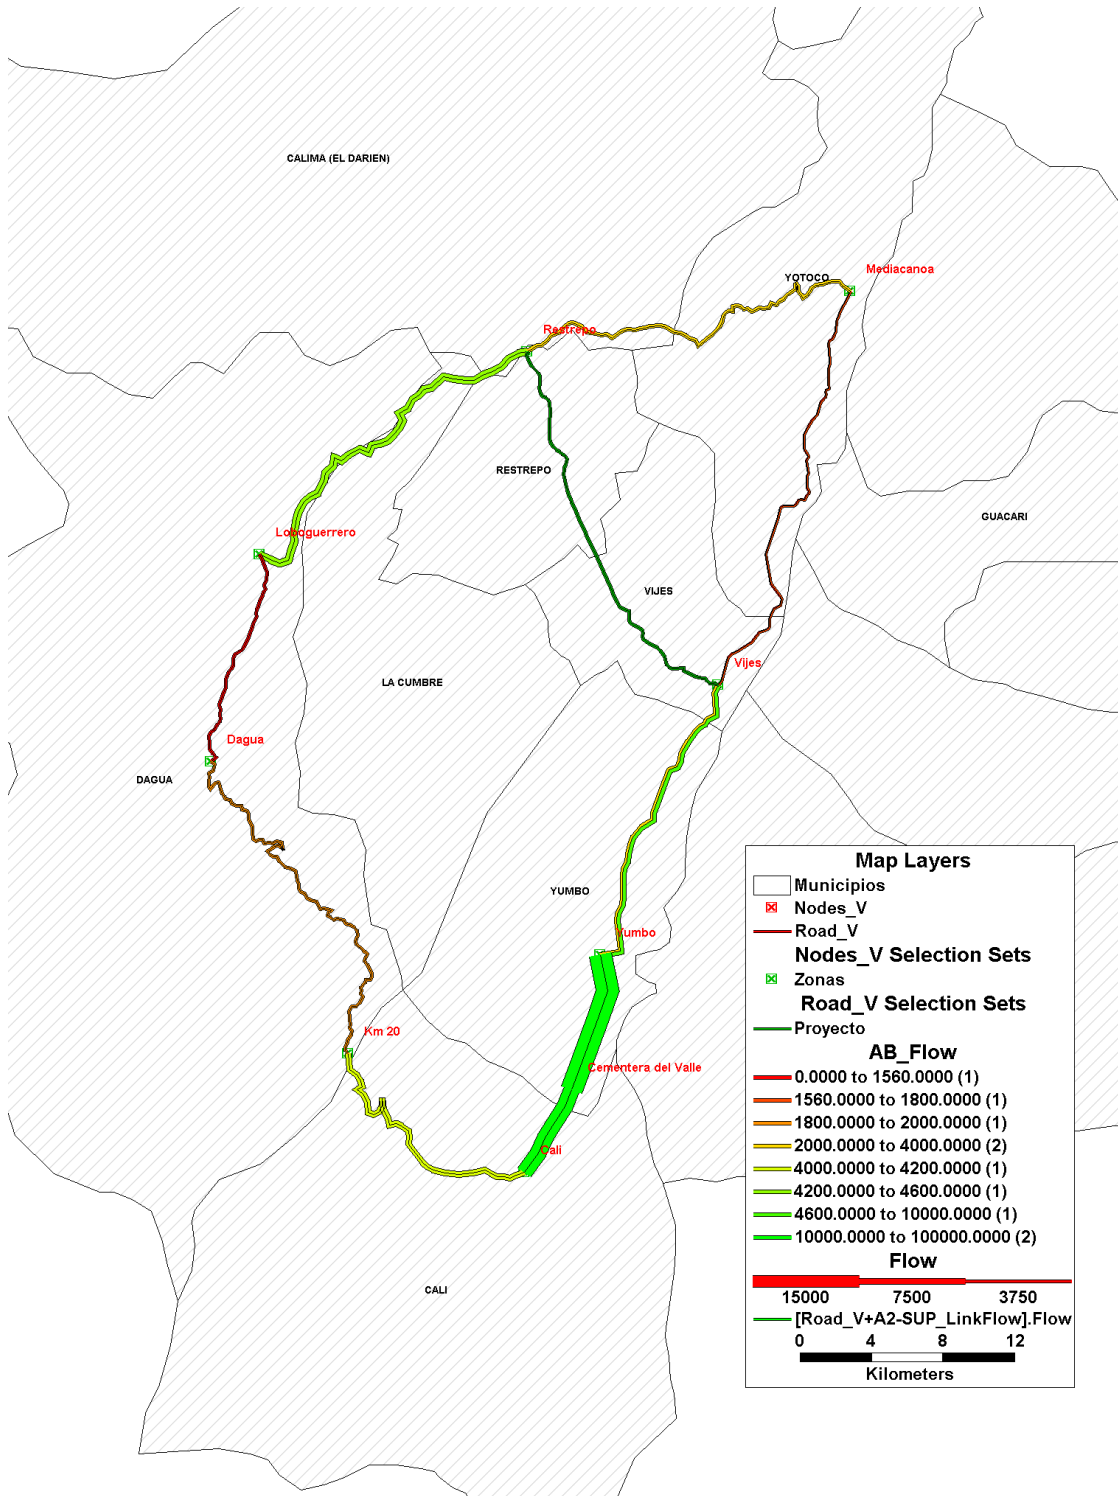 CALIMA (EL DARIEN)
Mediacanoa
YOTOCO
Restrepo
RESTREPO
GUACARI
Loboguerrero
VIJES
Vijes
LA CUMBRE
Dagua
DAGUA
YUMBO
Yumbo
Km 20
Cementera del Valle
Cali
CALI
Map Layers
Municipios
Nodes_V
Road_V
Nodes_V Selection Sets
Zonas
Road_V Selection Sets
Proyecto
AB_Flow
0.0000 to 1560.0000 (1)
1560.0000 to 1800.0000 (1)
1800.0000 to 2000.0000 (1)
2000.0000 to 4000.0000 (2)
4000.0000 to 4200.0000 (1)
4200.0000 to 4600.0000 (1)
4600.0000 to 10000.0000 (1)
10000.0000 to 100000.0000 (2)
Flow
15000 7500 3750
[Road_V+A2-SUP_LinkFlow].Flow
0 4 8 12
Kilometers